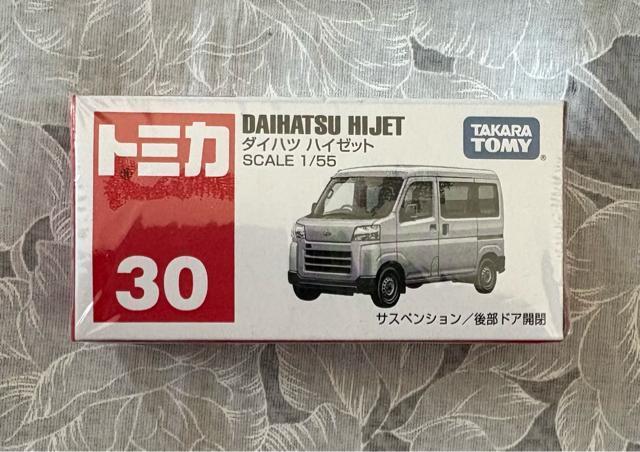 トミカ
30
DAIHATSU HIJET
ダイハツ ハイゼット
SCALE 1/55
TAKARA
TOMY
®
サスペンション/後部ドア開閉